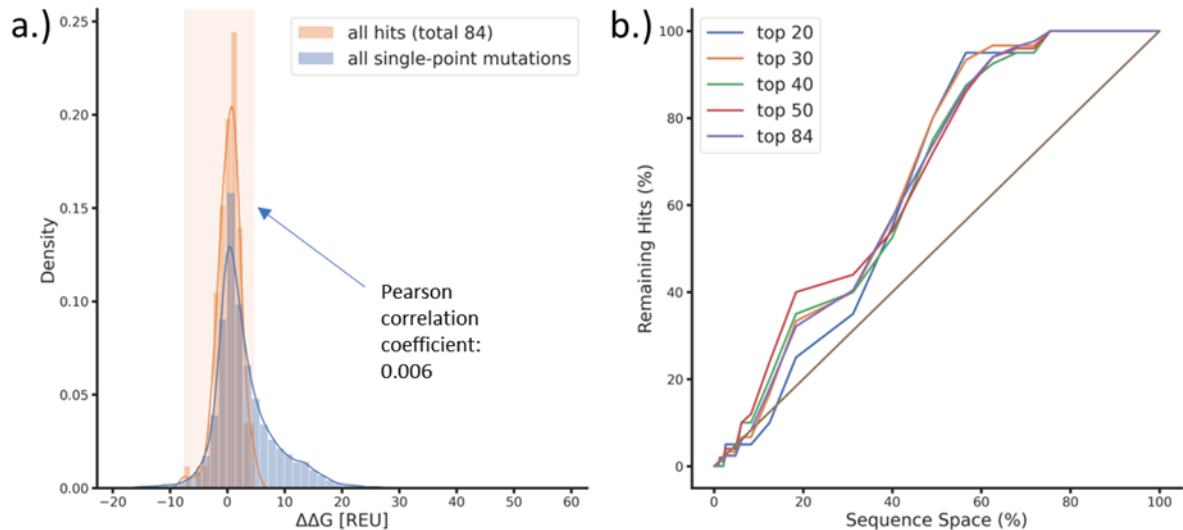 a.)
all hits (total 84)
all single-point mutations
0.25
0.20
0.15
0.10
0.05
0.00
Density
−20 −10 0 10 20 30 40 50 60
ΔΔG [REU]
Pearson
correlation
coefficient:
0.006
b.)
top 20
top 30
top 40
top 50
top 84
100
80
60
40
20
0
Remaining Hits (%)
0 20 40 60 80 100
Sequence Space (%)